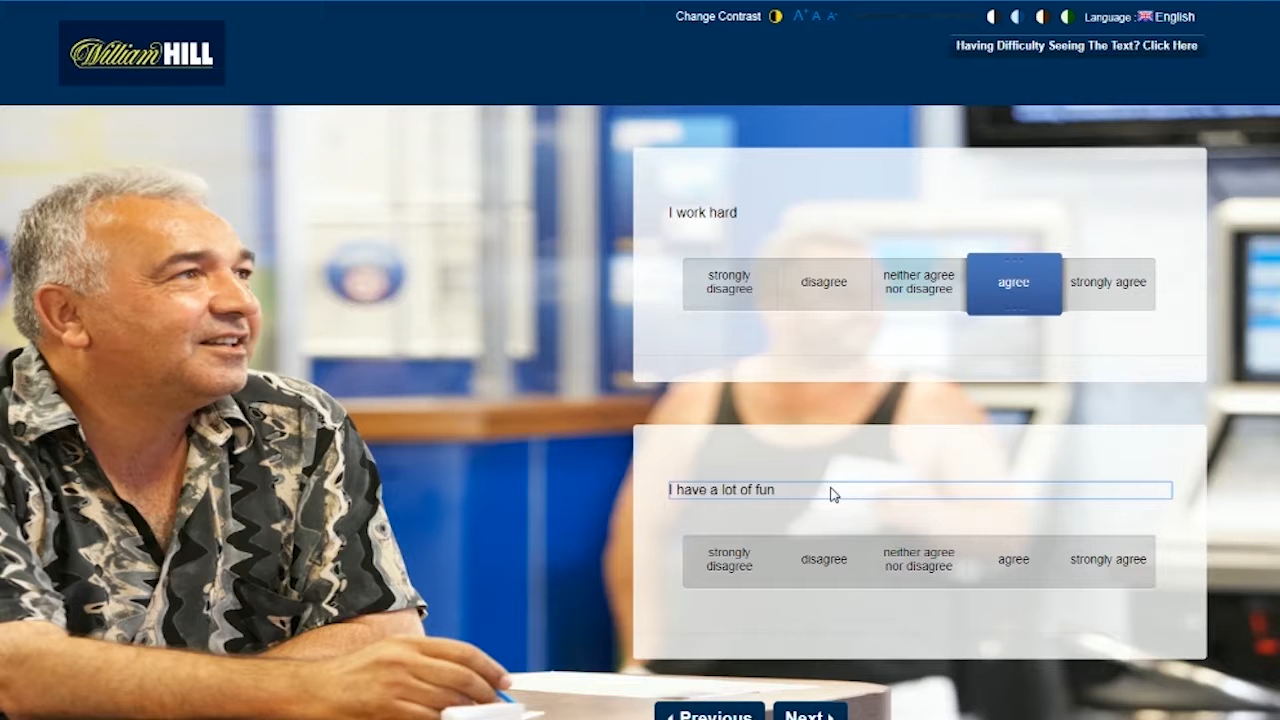 Change Contrast A+ A A- Language : English
William HILL
Having Difficulty Seeing The Text? Click Here
I work hard
strongly disagree
disagree
neither agree nor disagree
agree
strongly agree
I have a lot of fun
strongly disagree
disagree
neither agree nor disagree
agree
strongly agree
Previous
Next